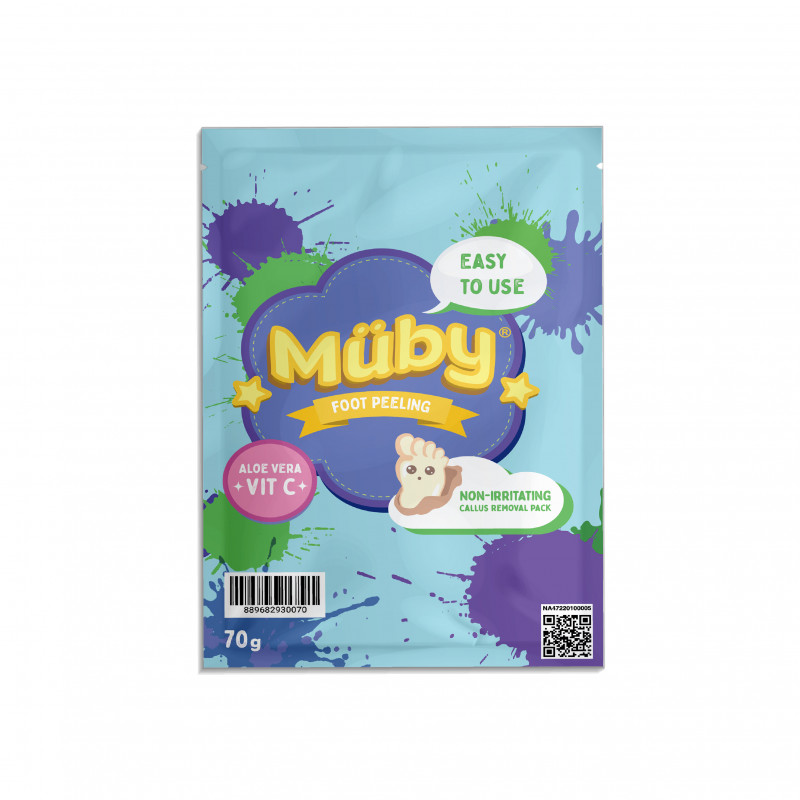 EASY
TO USE
Müby®
FOOT PEELING
ALOE VERA
VIT C
NON-IRRITATING
CALLUS REMOVAL PACK
889682930070
70g
NA47220100005